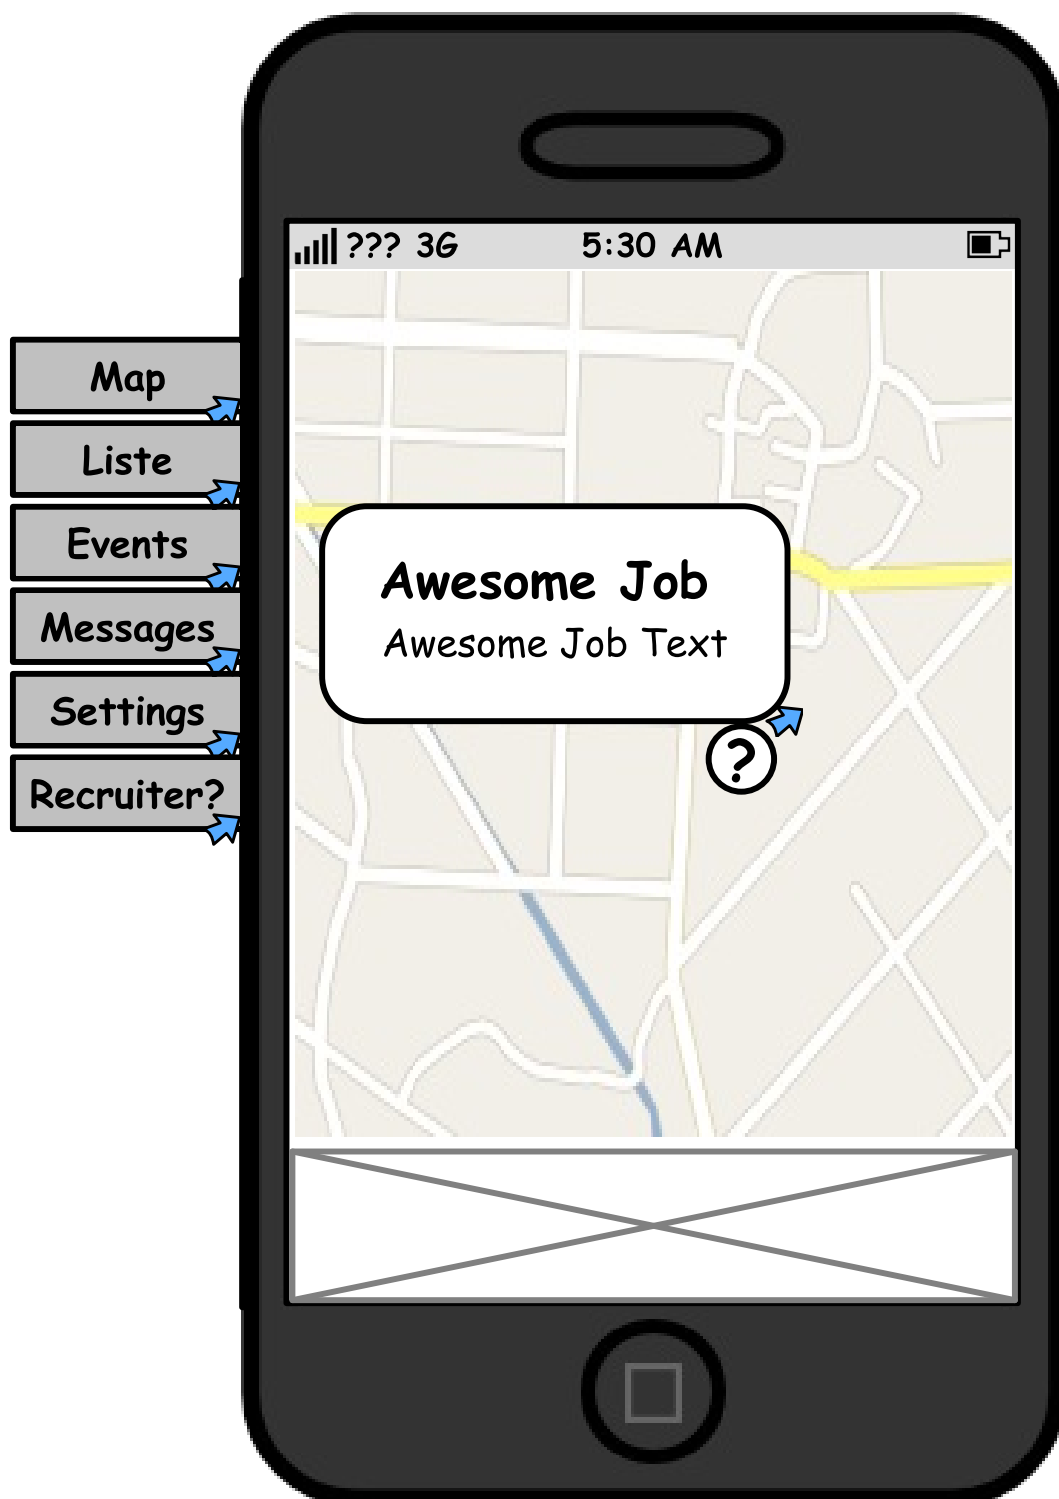 ??? 3G 5:30 AM
Map
Liste
Events
Messages
Settings
Recruiter?
Awesome Job
Awesome Job Text
?